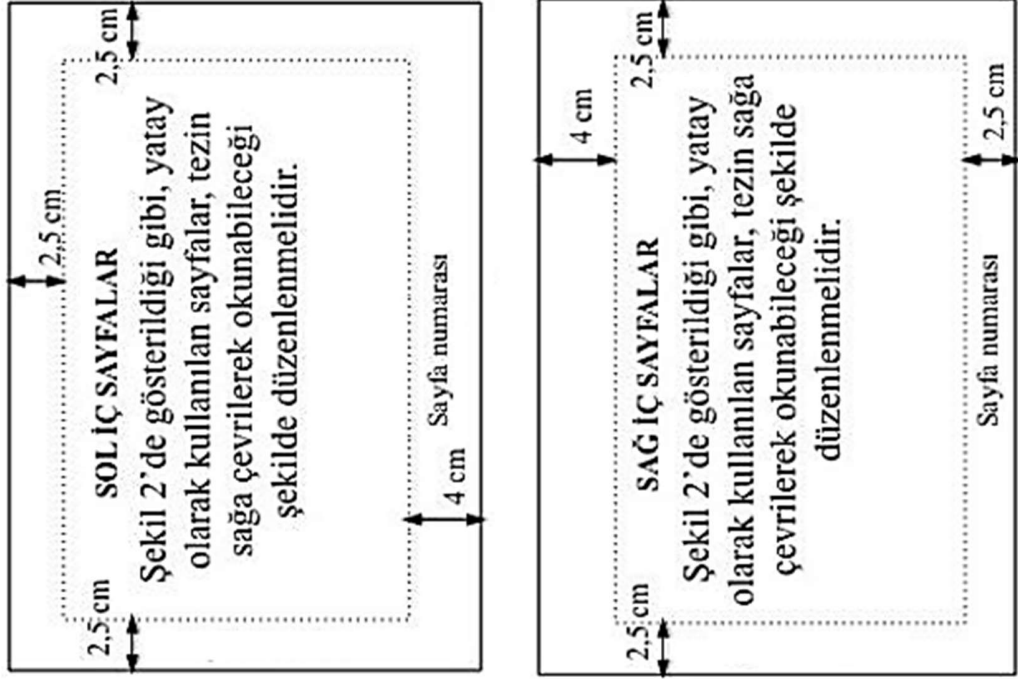 2,5 cm
2,5 cm
2,5 cm
SOL İÇ SAYFALAR
Şekil 2’de gösterildiği gibi, yatay
olarak kullanılan sayfalar, tezin
sağa çevrilerek okunabileceği
şekilde düzenlenmelidir.
Sayfa numarası
4 cm
4 cm
2,5 cm
2,5 cm
SAĞ İÇ SAYFALAR
Şekil 2’de gösterildiği gibi, yatay
olarak kullanılan sayfalar, tezin sağa
çevrilerek okunabileceği şekilde
düzenlenmelidir.
Sayfa numarası
2,5 cm